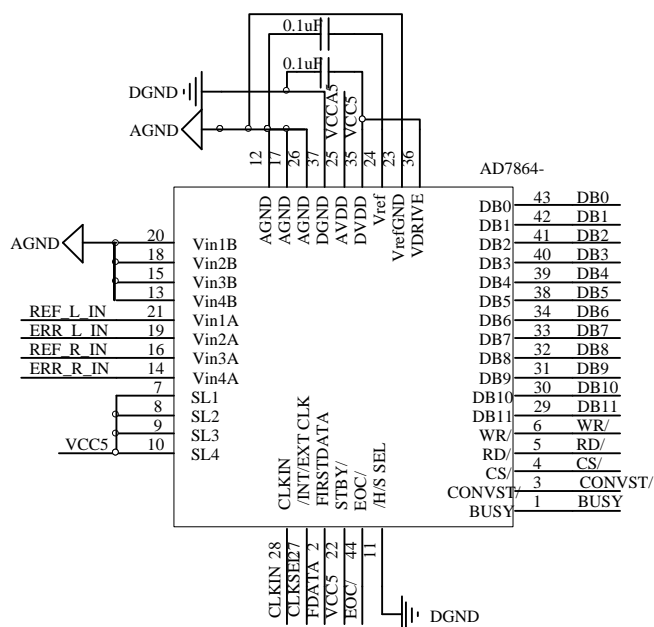 0.1uF
0.1uF
DGND
AGND
VCCA5
VCC5
12
17
26
37
25
35
24
23
36
AD7864-
AGND
AGND
AGND
DGND
AVDD
DVDD
Vref
VrefGND
VDRIVE
AGND
20 Vin1B
18 Vin2B
15 Vin3B
13 Vin4B
REF_L_IN 21 Vin1A
ERR_L_IN 19 Vin2A
REF_R_IN 16 Vin3A
ERR_R_IN 14 Vin4A
7 SL1
8 SL2
9 SL3
VCC5 10 SL4
DB0 43 DB0
DB1 42 DB1
DB2 41 DB2
DB3 40 DB3
DB4 39 DB4
DB5 38 DB5
DB6 34 DB6
DB7 33 DB7
DB8 32 DB8
DB9 31 DB9
DB10 30 DB10
DB11 29 DB11
WR/ 6 WR/
RD/ 5 RD/
CS/ 4 CS/
CONVST/ 3 CONVST/
BUSY 1 BUSY
CLKIN
/INT/EXT CLK
FIRSTDATA
STBY/
EOC/
/H/S SEL
CLKIN 28
CLKSEL 27
FDATA 2
VCC5 22
EOC/ 44
11
DGND